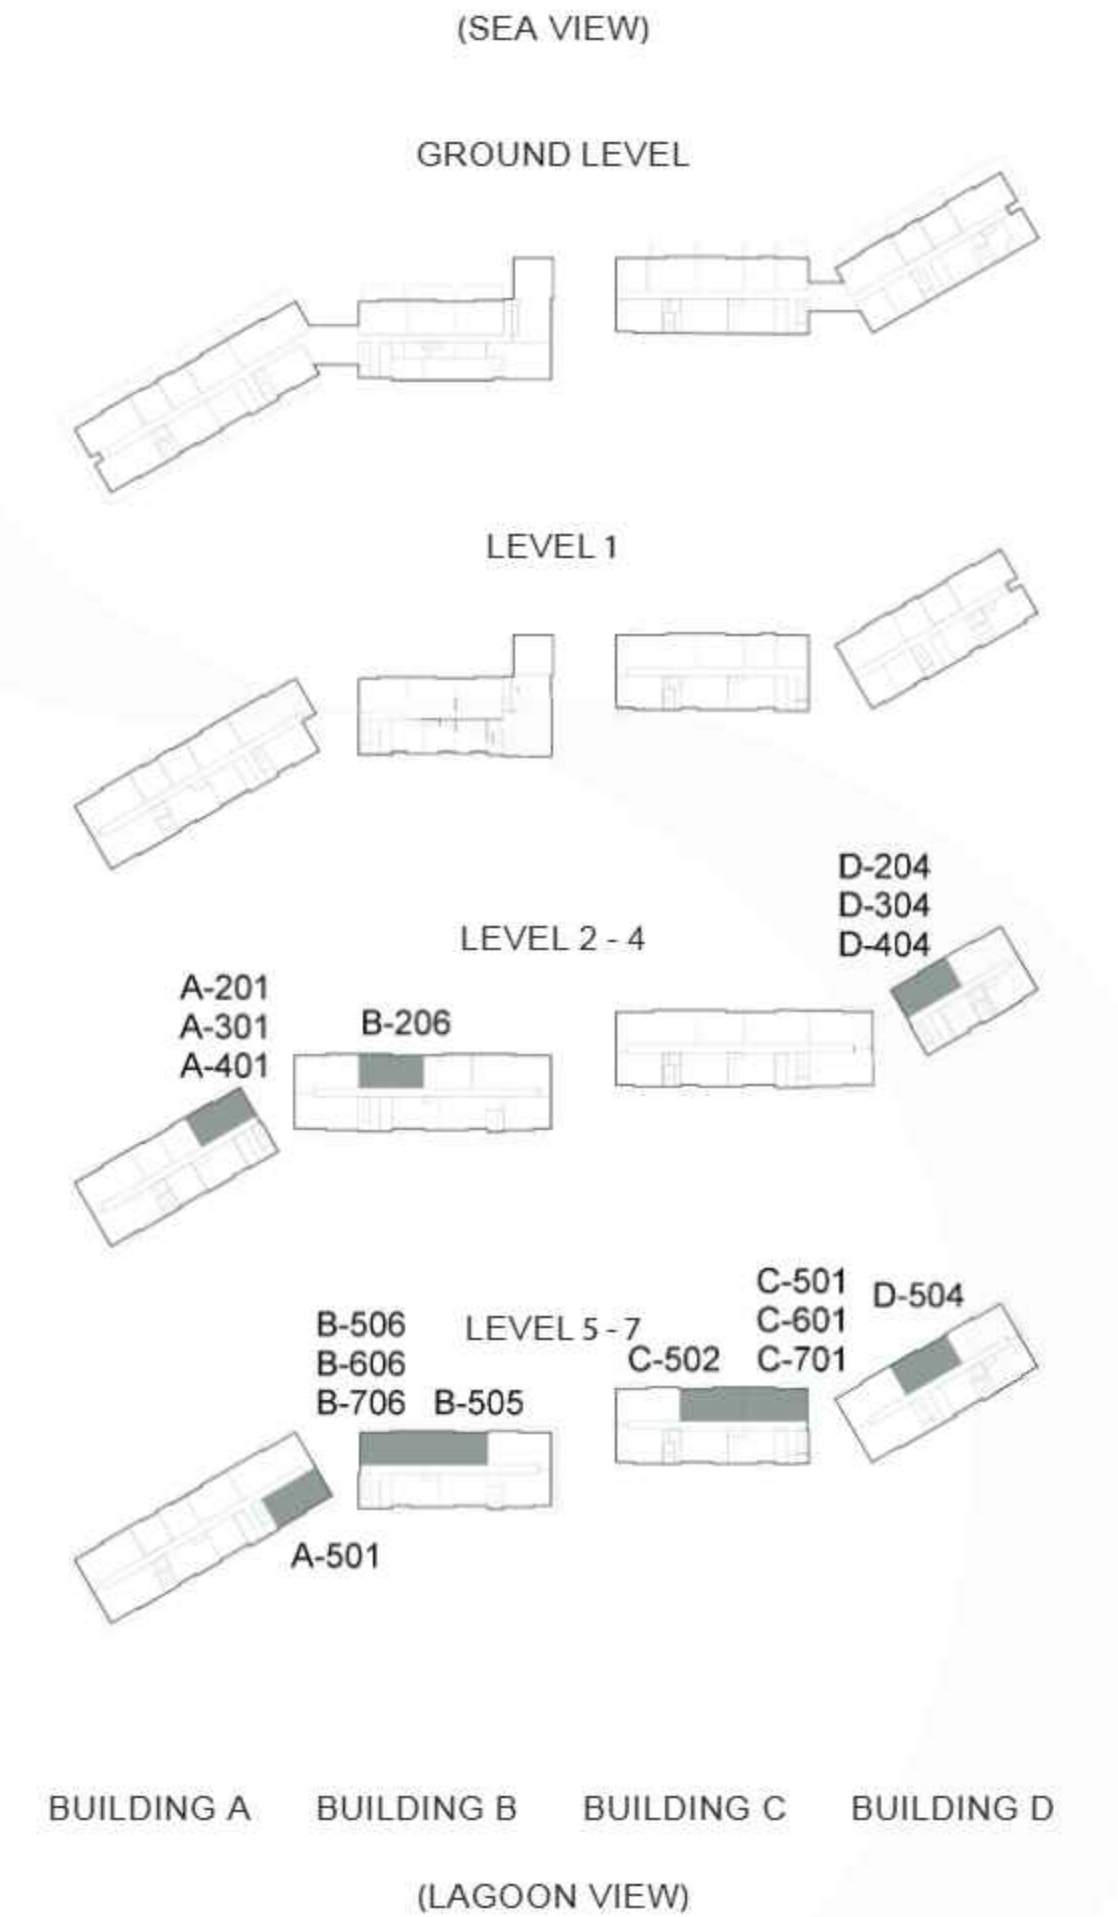 (SEA VIEW)
GROUND LEVEL
LEVEL 1
D-204
D-304
D-404
LEVEL 2 - 4
A-201
A-301
A-401
B-206
C-501
C-601
C-701
D-504
B-506
B-606
B-706
LEVEL 5 - 7
C-502
B-505
A-501
BUILDING A BUILDING B BUILDING C BUILDING D
(LAGOON VIEW)